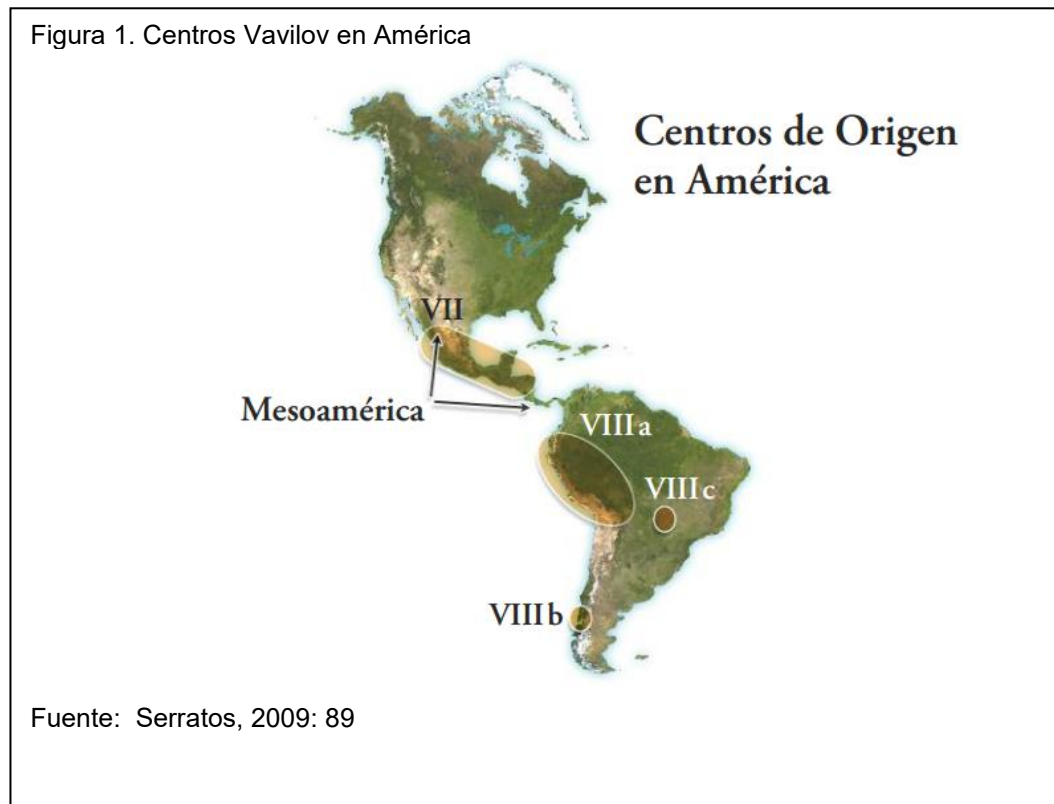 Figura 1. Centros Vavilov en América
Centros de Origen
en América
VII
Mesoamérica
VIII a
VIII c
VIII b
Fuente: Serratos, 2009: 89